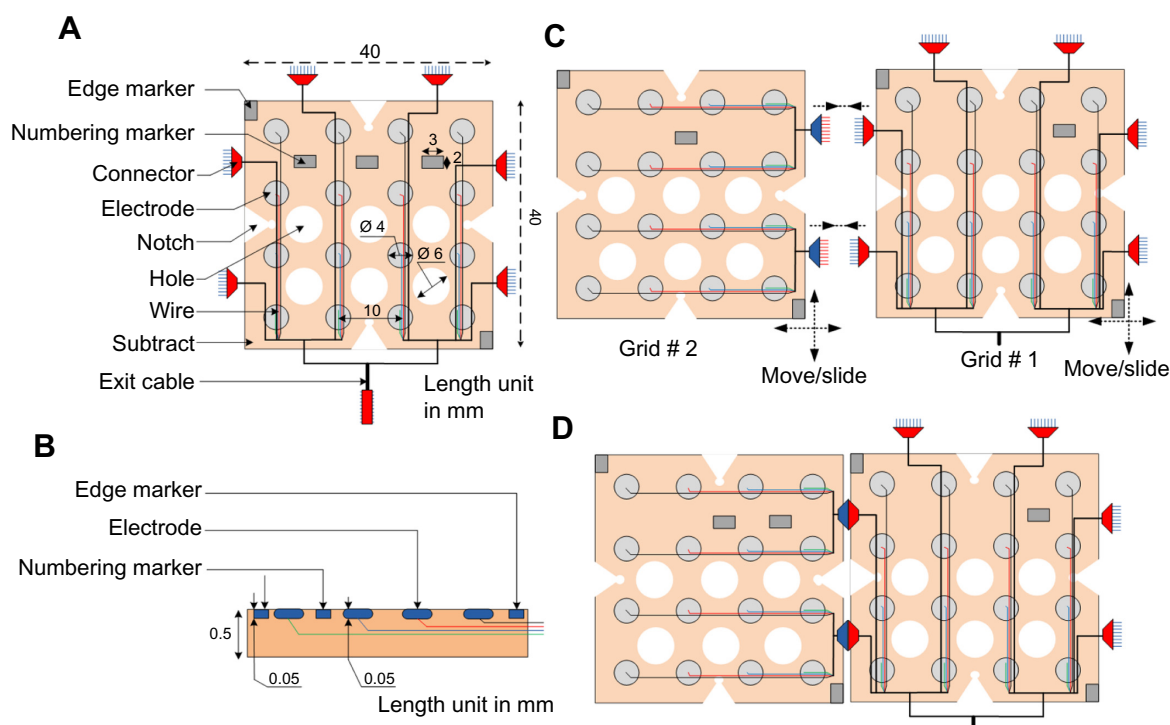 A
40
Edge marker
Numbering marker
3
2
Connector
Electrode
Notch
40
Ø 4
Hole
Ø 6
Wire
10
Subtract
Exit cable
Length unit
in mm
B
Edge marker
Electrode
Numbering marker
0.5
0.05
0.05
Length unit in mm
C
Grid # 2
Move/slide
Grid # 1
Move/slide
D